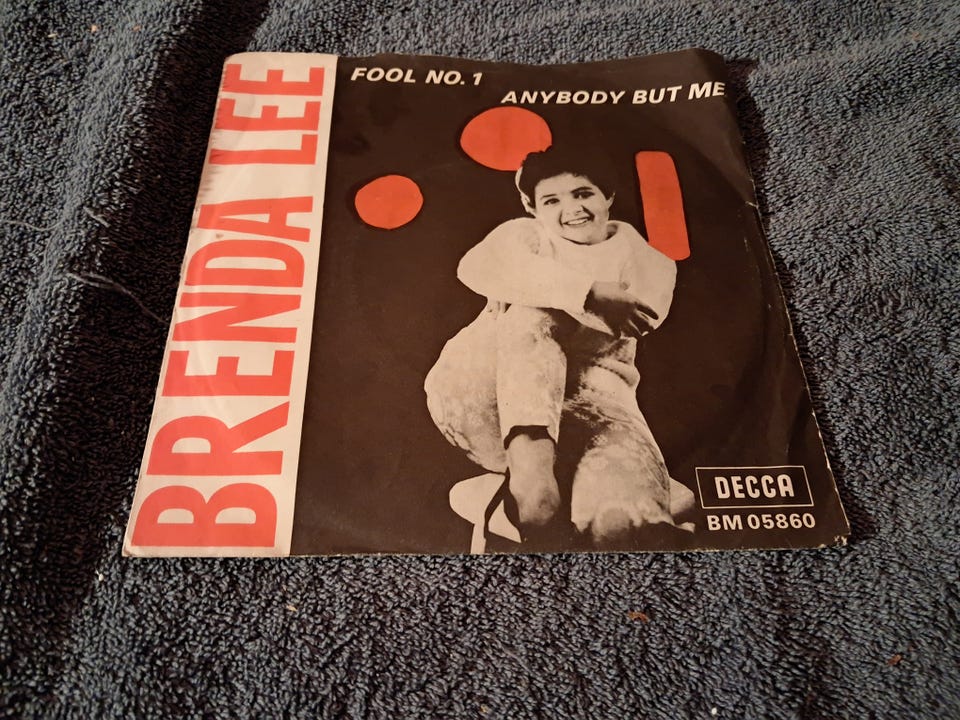 BRENDA LEE
FOOL NO. 1
ANYBODY BUT ME
DECCA
BM 05860